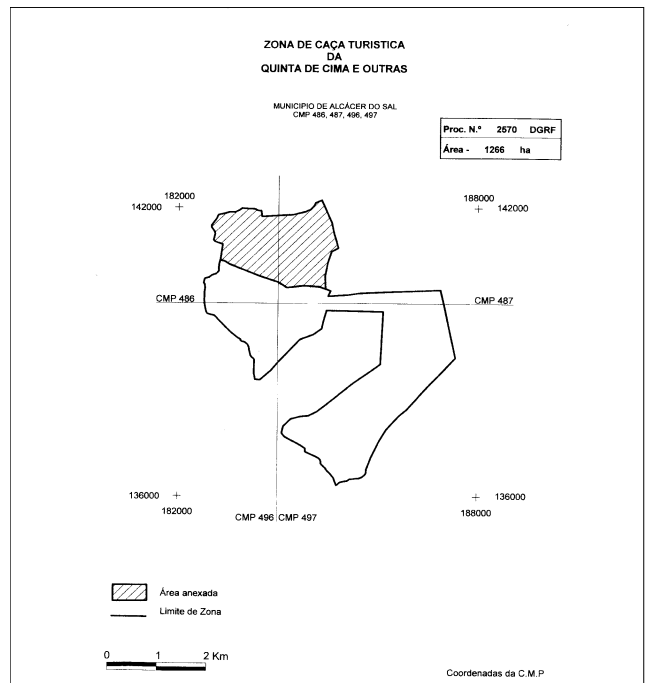 ZONA DE CAÇA TURISTICA
DA
QUINTA DE CIMA E OUTRAS
MUNICIPIO DE ALCÁCER DO SAL
CMP 486, 487, 496, 497
Proc. N.º 2570 DGRF
Área - 1266 ha
182000
142000
188000
142000
CMP 486
CMP 487
136000
182000
136000
188000
CMP 496 CMP 497
Área anexada
Limite de Zona
0 1 2 Km
Coordenadas da C.M.P